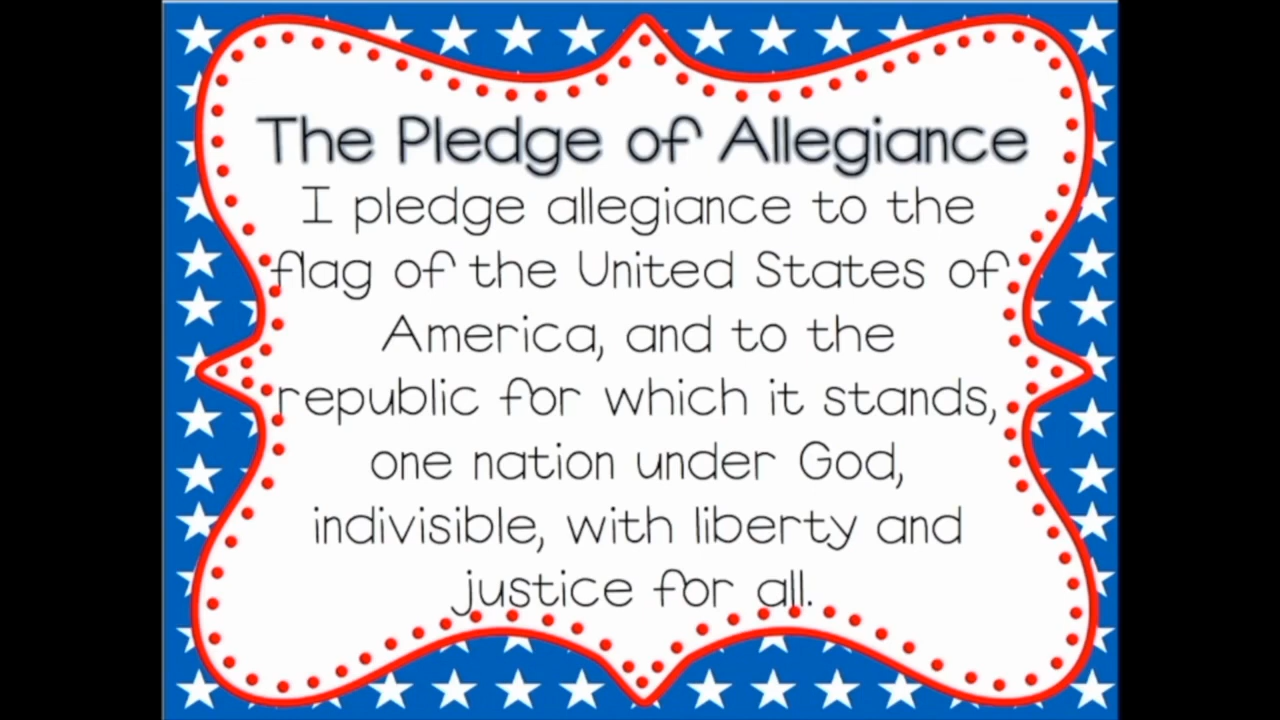 The Pledge of Allegiance
I pledge allegiance to the
flag of the United States of
America, and to the
republic for which it stands,
one nation under God,
indivisible, with liberty and
justice for all.